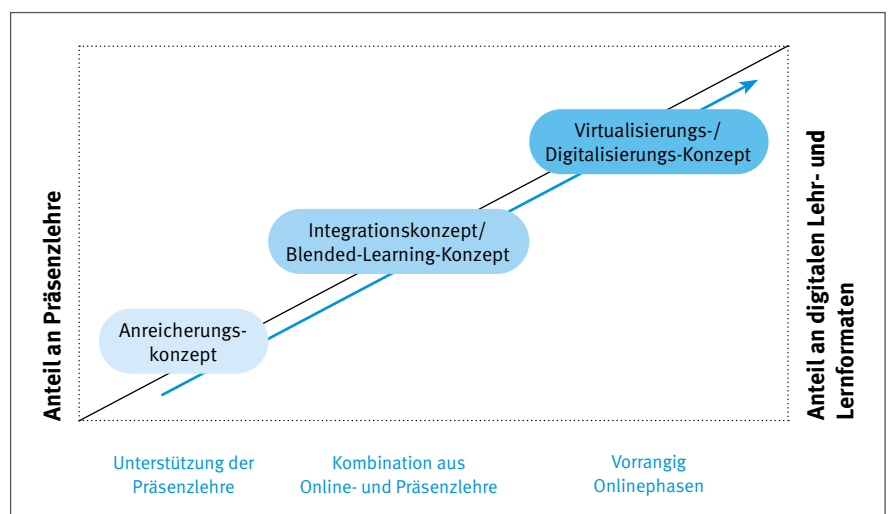 Anteil an Präsenzlehre
Virtualisierungs-/
Digitalisierungs-Konzept
Integrationskonzept/
Blended-Learning-Konzept
Anreicherungs-
konzept
Anteil an digitalen Lehr- und
Lernformaten
Unterstützung der
Präsenzlehre
Kombination aus
Online- und Präsenzlehre
Vorrangig
Onlinephasen